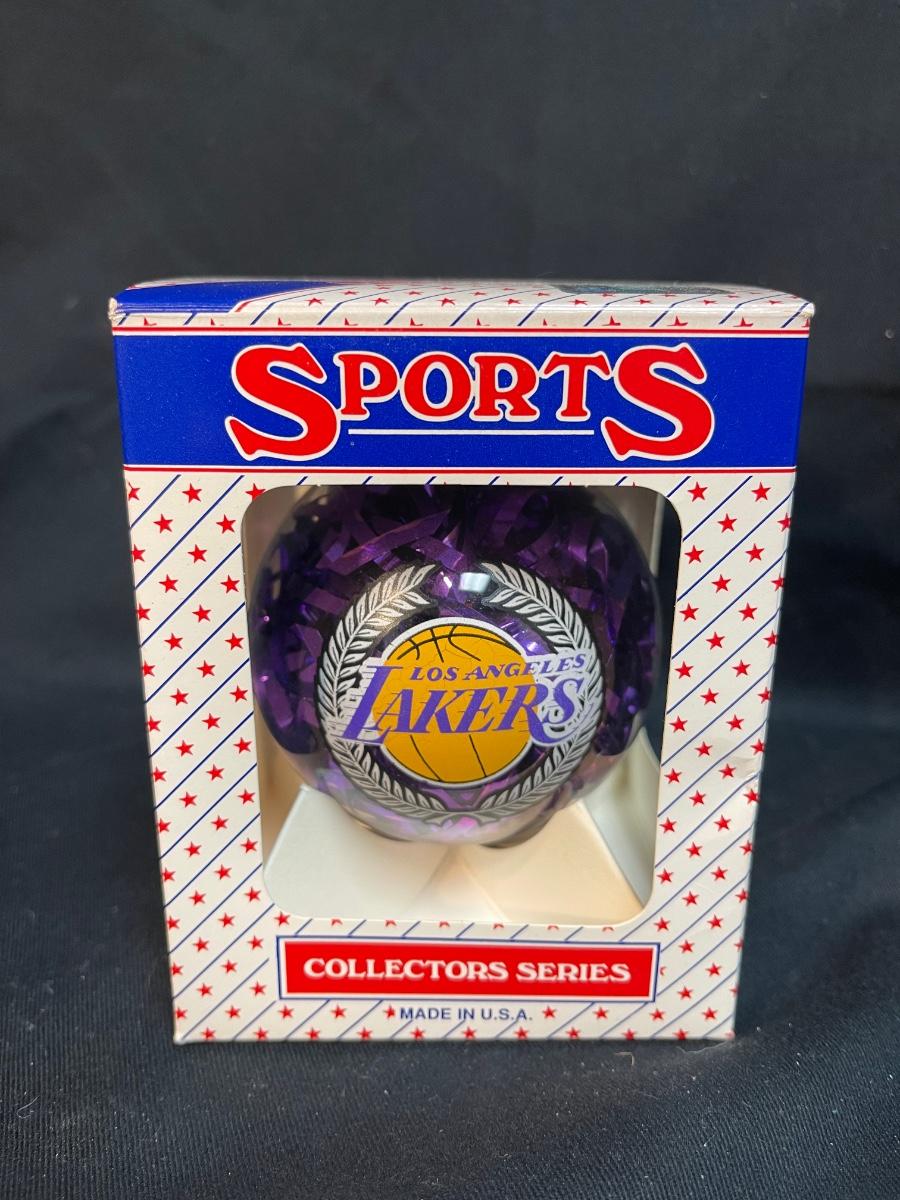 SPORTS
LOS ANGELES
LAKERS
COLLECTORS SERIES
MADE IN U.S.A.